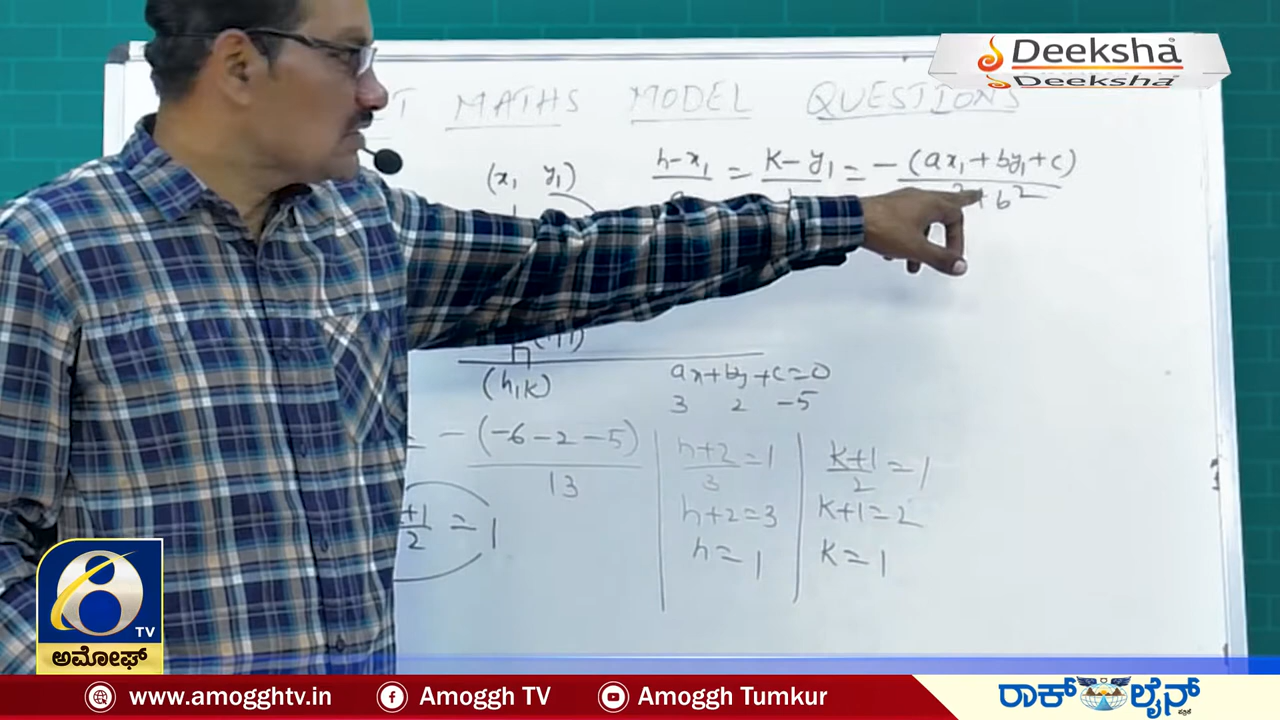 Deeksha
Deeksha
T MATHS MODEL QUESTIONS
(x₁ y₁)
h-x₁ = K-y₁ = -(ax₁+by₁+c)
²+b²
(h,K)
ax+by+c=0
3 2 -5
-(-6-2-5)
13
h+2 = 1
3
h+2=3
h=1
K+1 = 1
2
K+1=2
K=1
+1 = 1
2
8
TV
ಅಮೋಘ್
www.amogghtv.in
Amoggh TV
Amoggh Tumkur
ರಾಕ್ ಲೈನ್